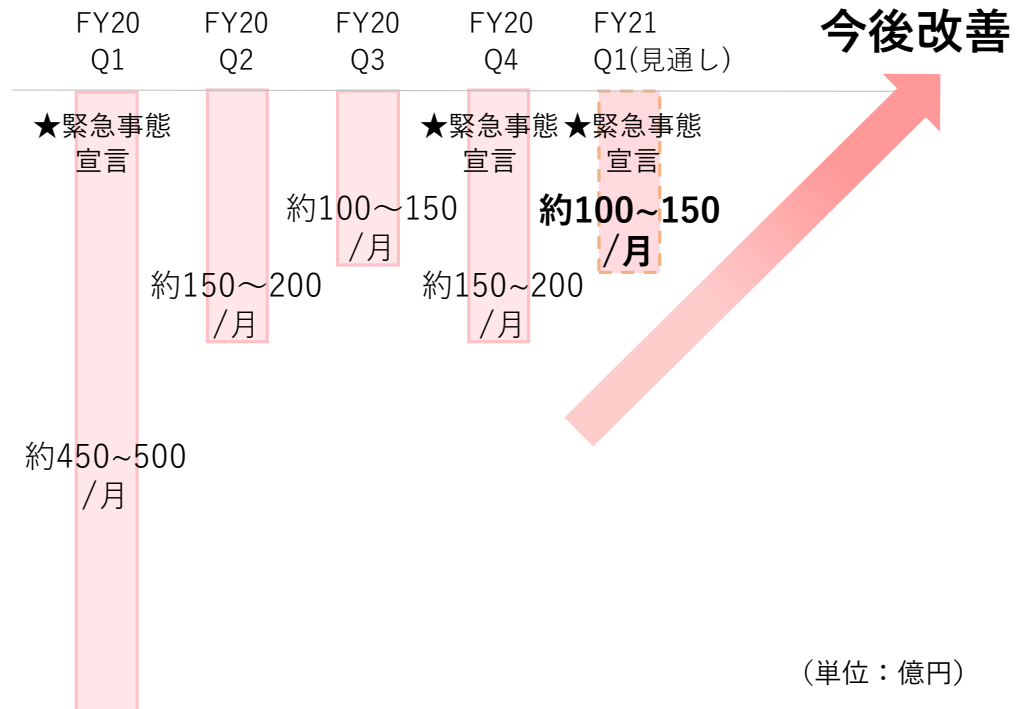 FY20
Q1
FY20
Q2
FY20
Q3
FY20
Q4
FY21
Q1(見通し)
今後改善
★緊急事態
宣言
★緊急事態
宣言
★緊急事態
宣言
約100～150
/月
約100~150
/月
約150～200
/月
約150~200
/月
約450~500
/月
（単位：億円）